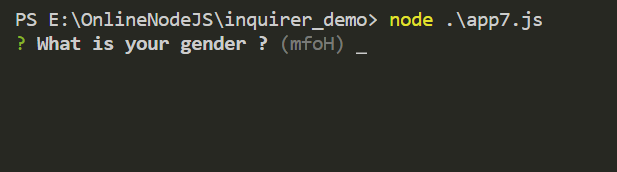 PS E:\OnlineNodeJS\inquirer_demo> node .\app7.js
? What is your gender ? (mfoH) _